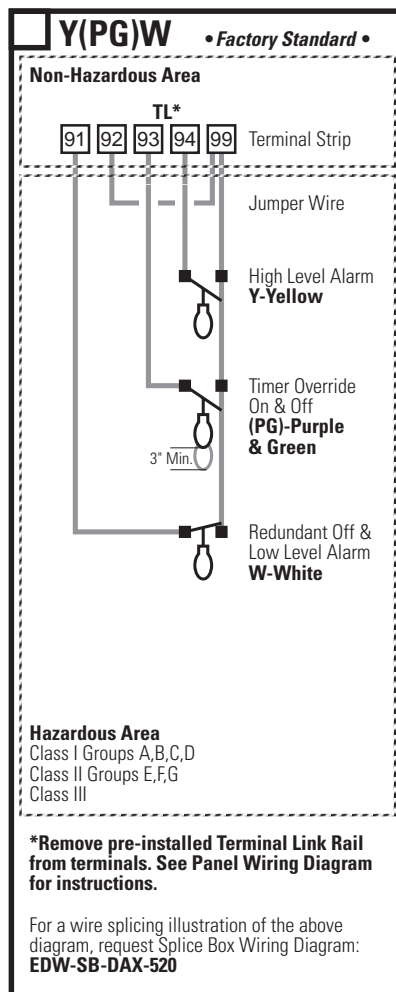 Y(PG)W • Factory Standard •
Non-Hazardous Area
TL*
91 92 93 94 99 Terminal Strip
Jumper Wire
High Level Alarm
Y-Yellow
Timer Override
On & Off
(PG)-Purple
& Green
3" Min.
Redundant Off &
Low Level Alarm
W-White
Hazardous Area
Class I Groups A,B,C,D
Class II Groups E,F,G
Class III
*Remove pre-installed Terminal Link Rail
from terminals. See Panel Wiring Diagram
for instructions.
For a wire splicing illustration of the above
diagram, request Splice Box Wiring Diagram:
EDW-SB-DAX-520